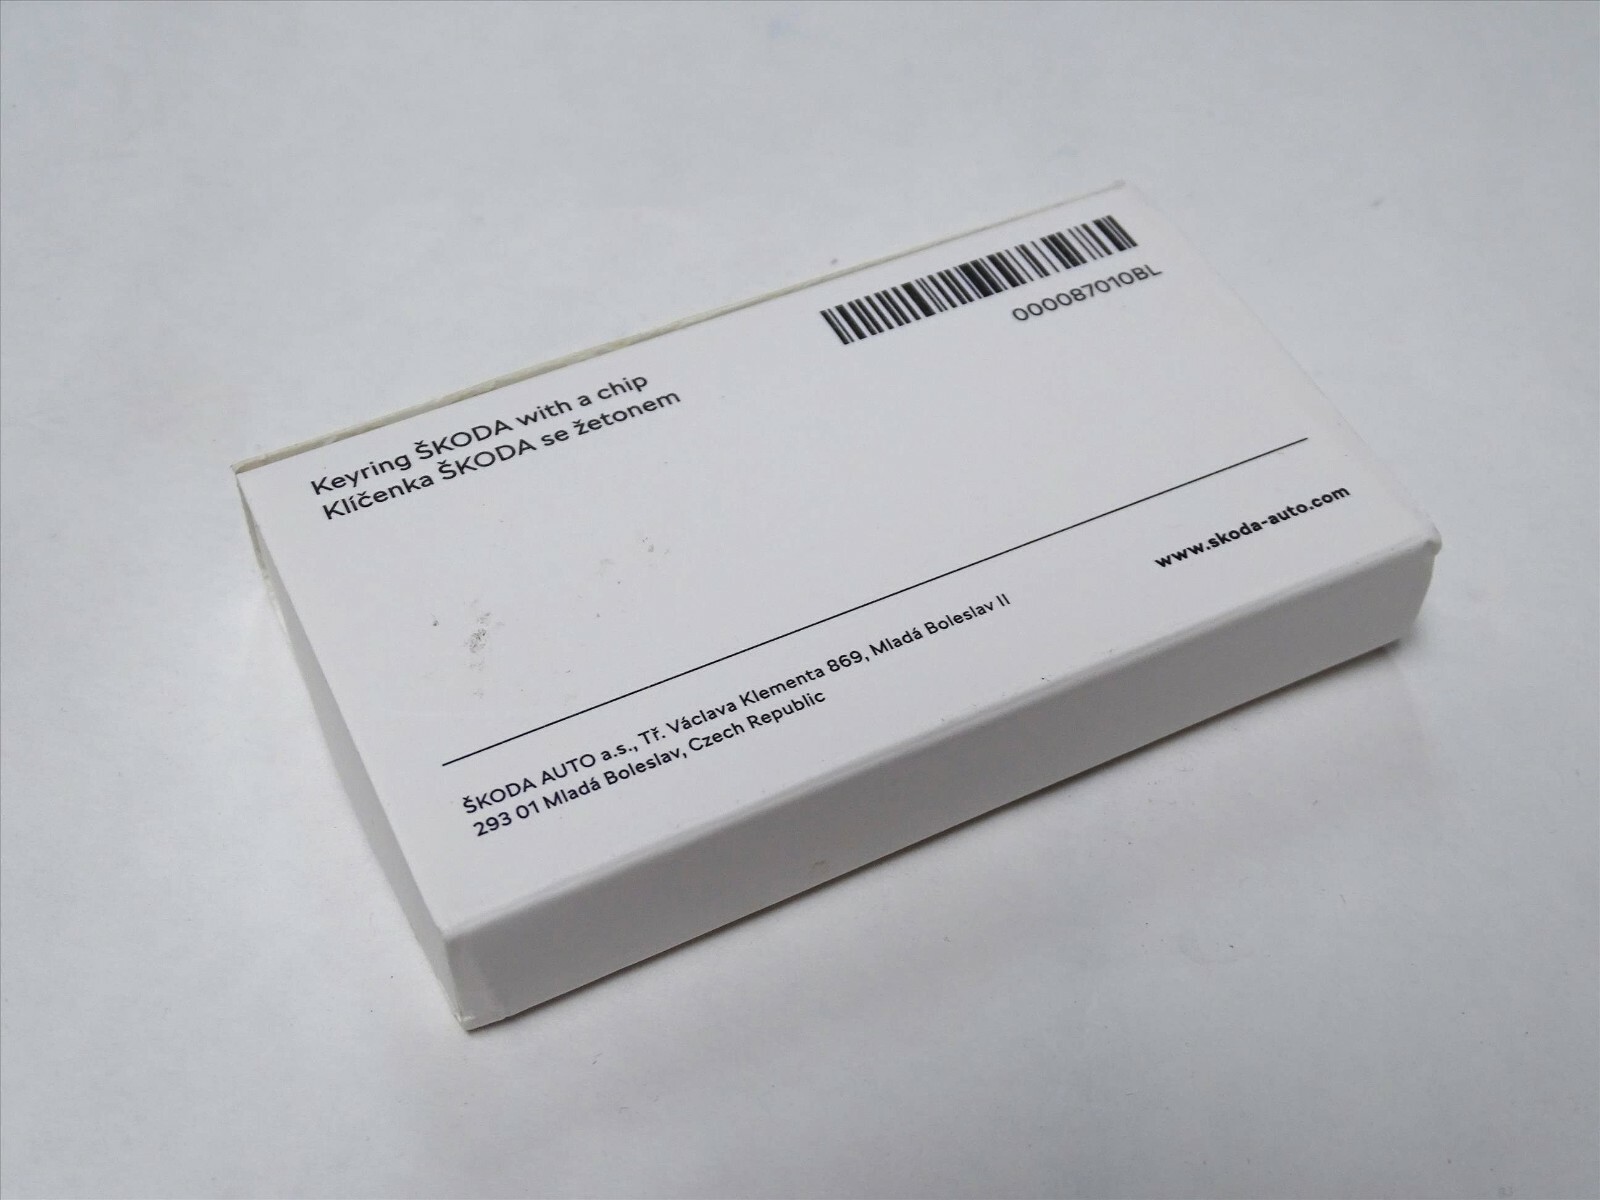 Keyring ŠKODA with a chip
Klíčenka ŠKODA se žetonem
000087010BL
www.skoda-auto.com
ŠKODA AUTO a.s., Tř. Václava Klementa 869, Mladá Boleslav II
293 01 Mladá Boleslav, Czech Republic